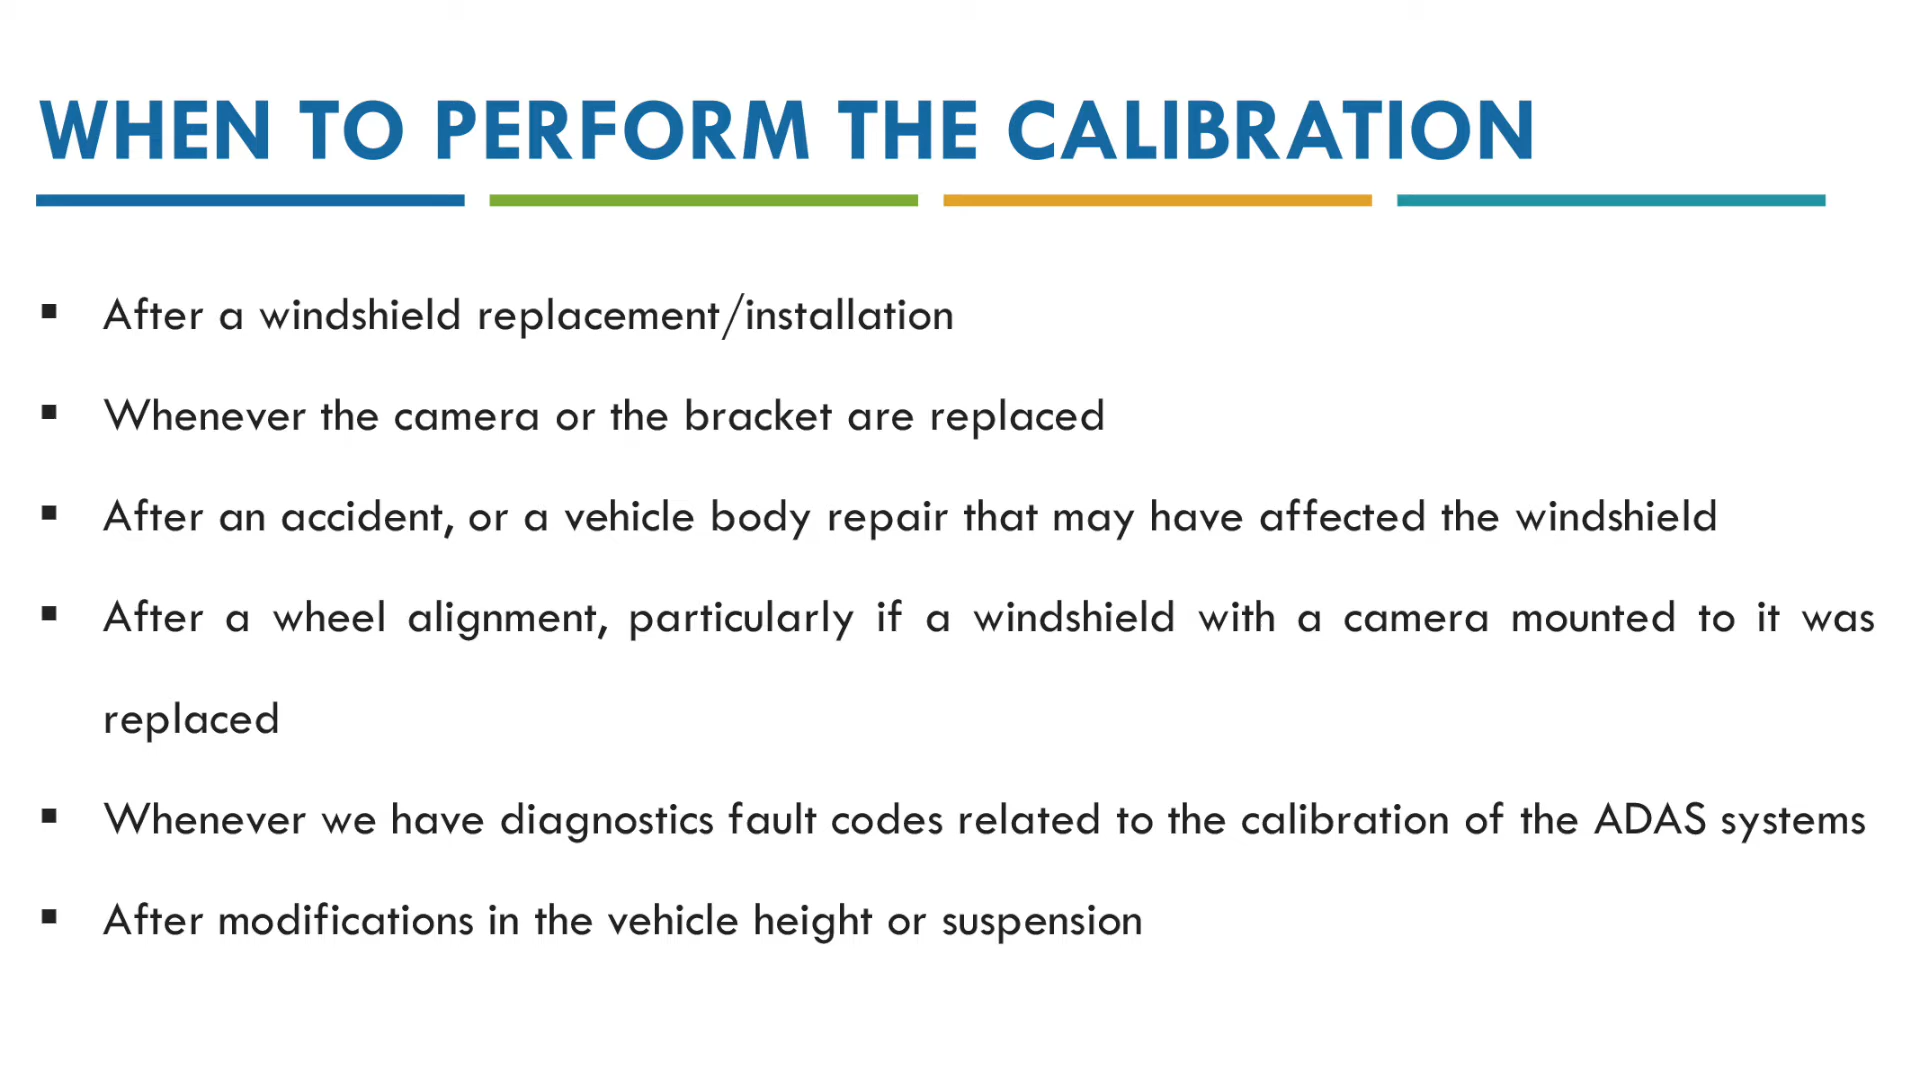 WHEN TO PERFORM THE CALIBRATION
▪ After a windshield replacement/installation
▪ Whenever the camera or the bracket are replaced
▪ After an accident, or a vehicle body repair that may have affected the windshield
▪ After a wheel alignment, particularly if a windshield with a camera mounted to it was
replaced
▪ Whenever we have diagnostics fault codes related to the calibration of the ADAS systems
▪ After modifications in the vehicle height or suspension